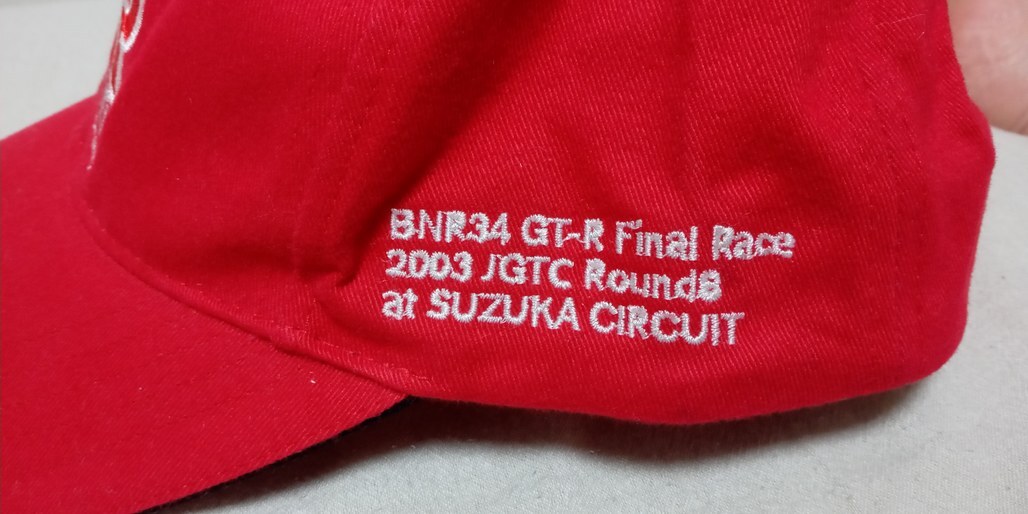 BNR34 GT-R Final Race
2003 JGTC Round8
at SUZUKA CIRCUIT